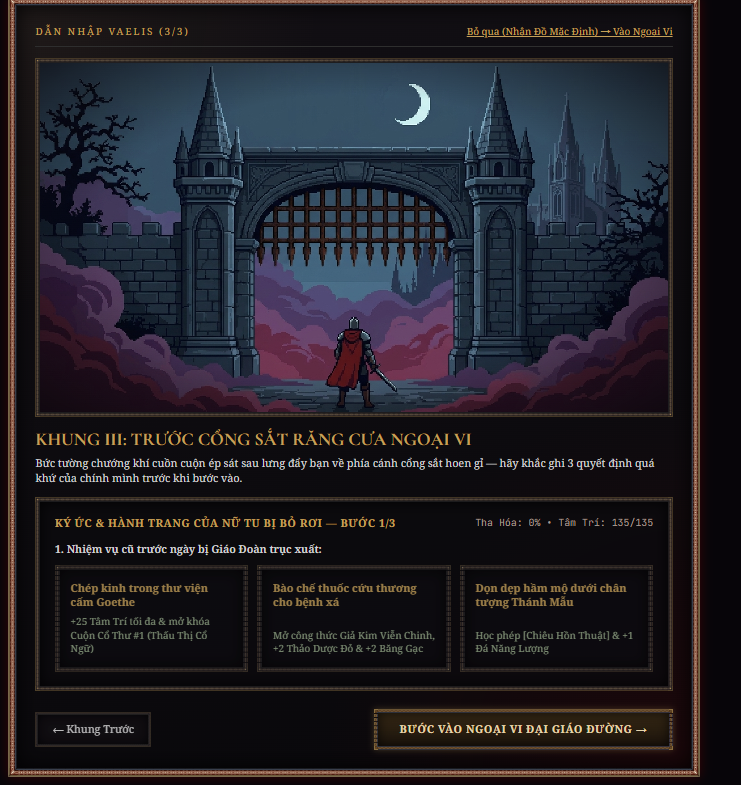 DẪN NHẬP VAELIS (3/3)
Bỏ qua (Nhân Đồ Mặc Định) → Vào Ngoại Vi
KHUNG III: TRƯỚC CỔNG SẮT RĂNG CƯA NGOẠI VI
Bức tường chướng khí cuồn cuộn ép sát sau lưng đẩy bạn về phía cánh cổng sắt hoen gỉ — hãy khắc ghi 3 quyết định quá
khứ của chính mình trước khi bước vào.
KÝ ỨC & HÀNH TRANG CỦA NỮ TU BỊ BỎ RƠI — BƯỚC 1/3
Tha Hóa: 0% • Tâm Trí: 135/135
1. Nhiệm vụ cũ trước ngày bị Giáo Đoàn trục xuất:
Chép kinh trong thư viện
cấm Goethe
+25 Tâm Trí tối đa & mở khóa
Cuộn Cổ Thư #1 (Thấu Thị Cổ
Ngữ)
Bào chế thuốc cứu thương
cho bệnh xá
Mở công thức Giả Kim Viễn Chinh,
+2 Thảo Dược Đỏ & +2 Băng Gạc
Dọn dẹp hầm mộ dưới chân
tượng Thánh Mẫu
Học phép [Chiêu Hồn Thuật] & +1
Đá Năng Lượng
← Khung Trước
BƯỚC VÀO NGOẠI VI ĐẠI GIÁO ĐƯỜNG →